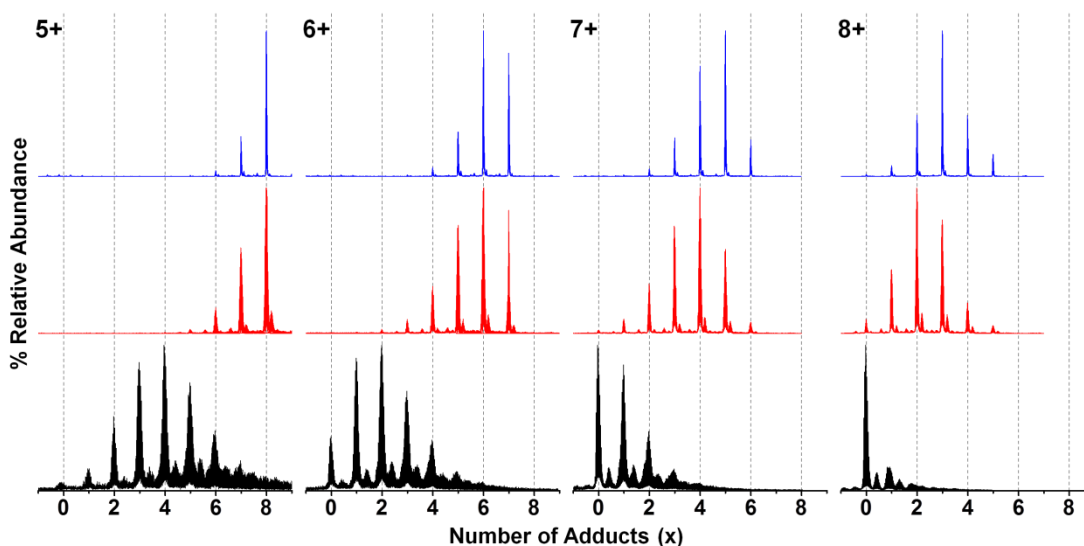 5+ 6+ 7+ 8+
% Relative Abundance
0 2 4 6 8 0 2 4 6 8 0 2 4 6 8 0 2 4 6 8
Number of Adducts (x)